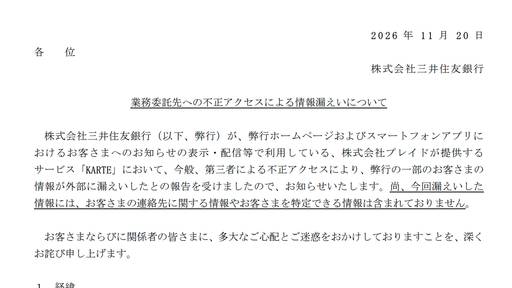 2026 年 11 月 20 日
各 位
株式会社三井住友銀行
業務委託先への不正アクセスによる情報漏えいについて
株式会社三井住友銀行（以下、弊行）が、弊行ホームページおよびスマートフォンアプリに
おけるお客さまへのお知らせの表示・配信等で利用している、株式会社プレイドが提供する
サービス「KARTE」において、今般、第三者による不正アクセスにより、弊行の一部のお客さまの
情報が外部に漏えいしたとの報告を受けましたので、お知らせいたします。尚、今回漏えいした
情報には、お客さまの連絡先に関する情報やお客さまを特定できる情報は含まれておりません。
お客さまならびに関係者の皆さまに、多大なご心配とご迷惑をおかけしておりますことを、深く
お詫び申し上げます。
1. 経緯